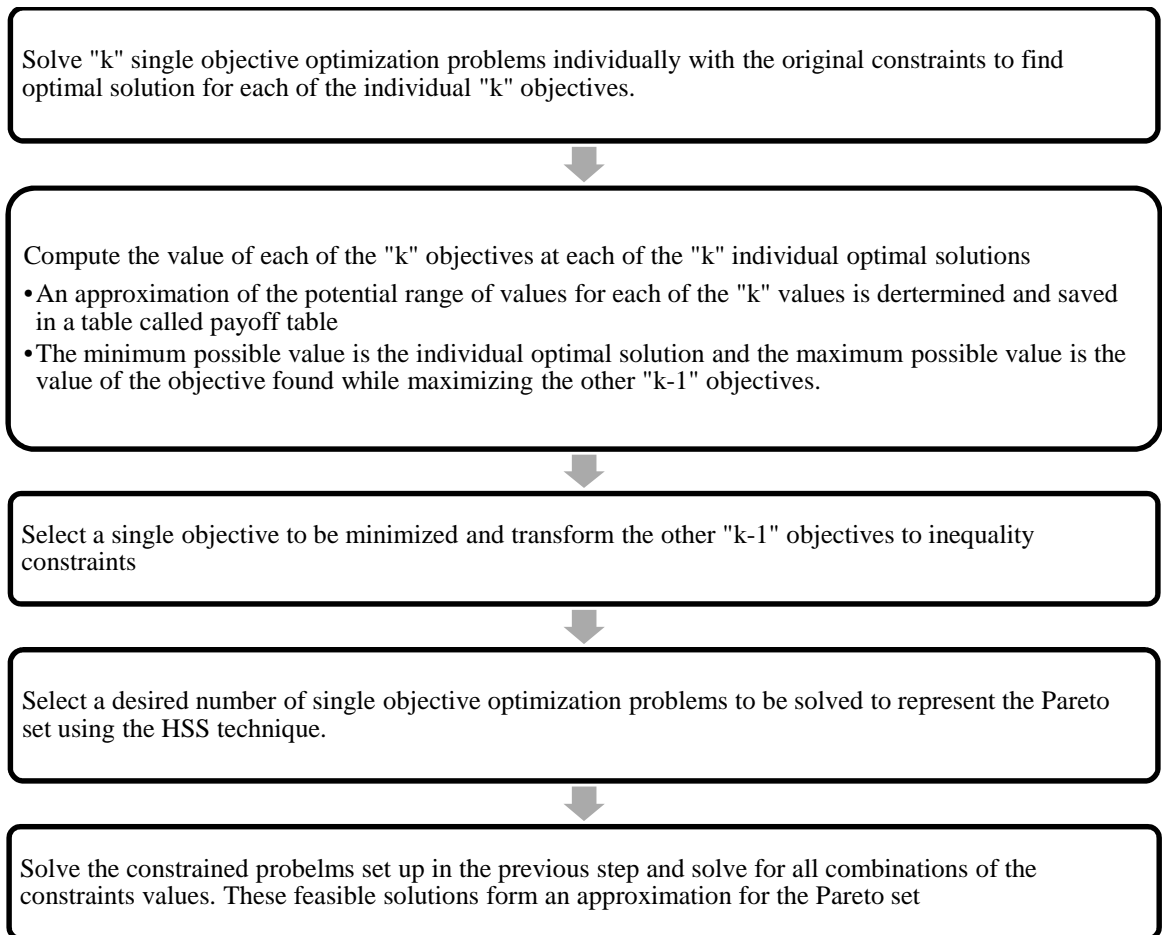 Solve "k" single objective optimization problems individually with the original constraints to find
optimal solution for each of the individual "k" objectives.
Compute the value of each of the "k" objectives at each of the "k" individual optimal solutions
•An approximation of the potential range of values for each of the "k" values is dertermined and saved
in a table called payoff table
•The minimum possible value is the individual optimal solution and the maximum possible value is the
value of the objective found while maximizing the other "k-1" objectives.
Select a single objective to be minimized and transform the other "k-1" objectives to inequality
constraints
Select a desired number of single objective optimization problems to be solved to represent the Pareto
set using the HSS technique.
Solve the constrained probelms set up in the previous step and solve for all combinations of the
constraints values. These feasible solutions form an approximation for the Pareto set